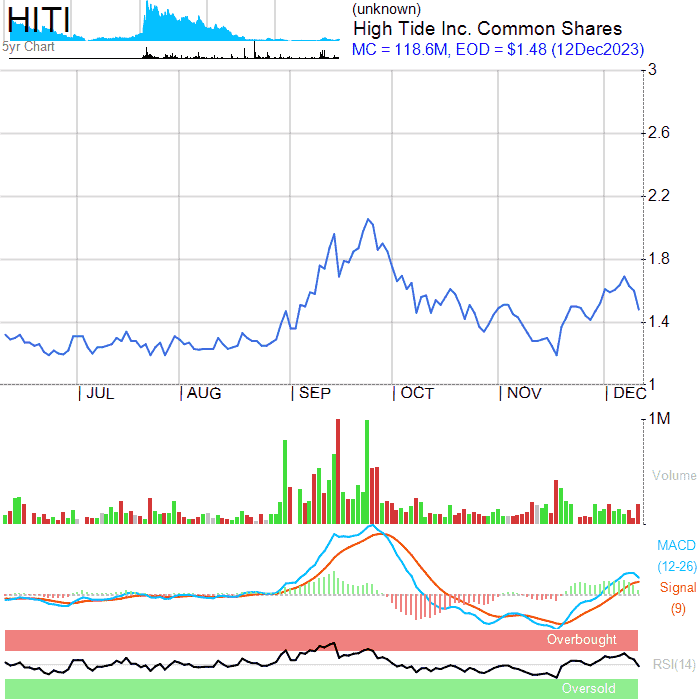 HITI
(unknown)
High Tide Inc. Common Shares
5yr Chart
MC = 118.6M, EOD = $1.48 (12Dec2023)
3
2.6
2.2
1.8
1.4
1
| JUL | AUG | SEP | OCT | NOV | DEC
1M
Volume
MACD
(12-26)
Signal
(9)
Overbought
RSI(14)
Oversold